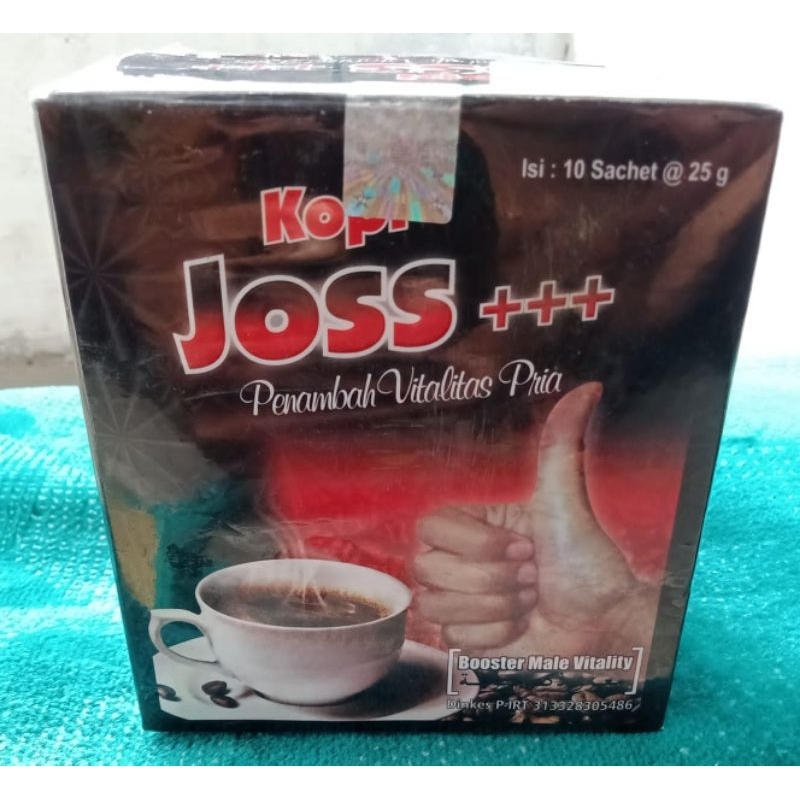 Isi : 10 Sachet @ 25 g
Kopi
Joss +++
Penambah Vitalitas Pria
[Booster Male Vitality]
Dinkes P-IRT 313328305486